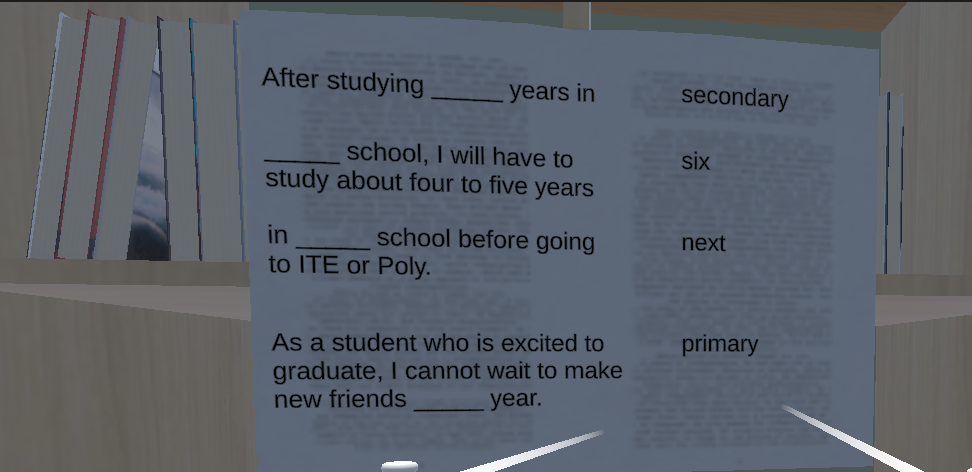 After studying _____ years in
_____ school, I will have to
study about four to five years
in _____ school before going
to ITE or Poly.
As a student who is excited to
graduate, I cannot wait to make
new friends _____ year.
secondary
six
next
primary